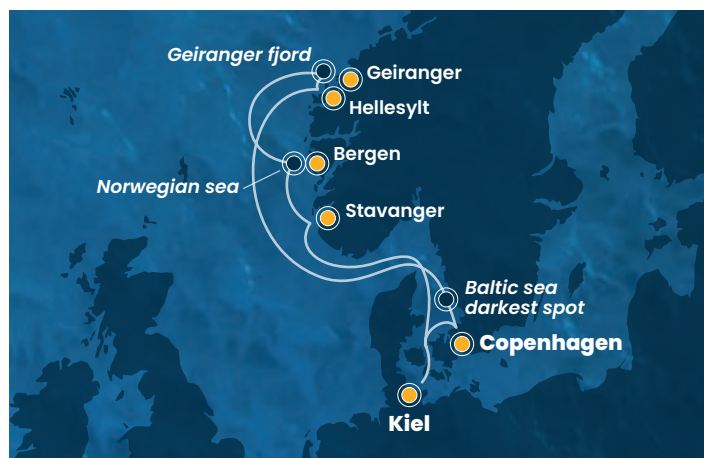 Geiranger fjord
Geiranger
Hellesylt
Bergen
Norwegian sea
Stavanger
Baltic sea
darkest spot
Copenhagen
Kiel